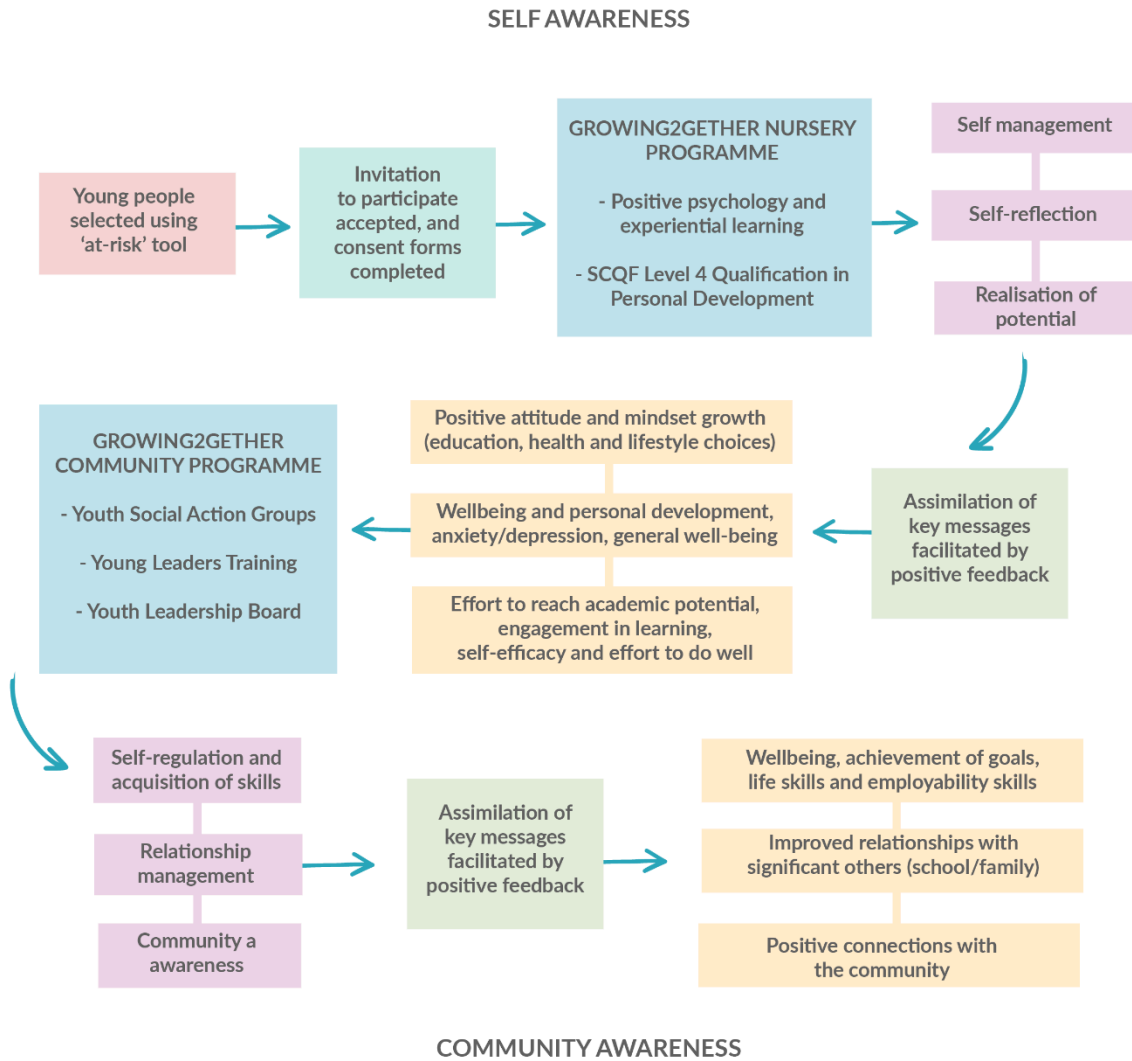 SELF AWARENESS
Young people
selected using
‘at-risk’ tool
Invitation
to participate
accepted, and
consent forms
completed
GROWING2GETHER NURSERY
PROGRAMME
- Positive psychology and
experiential learning
- SCQF Level 4 Qualification in
Personal Development
Self management
Self-reflection
Realisation of
potential
Assimilation of
key messages
facilitated by
positive feedback
Positive attitude and mindset growth
(education, health and lifestyle choices)
Wellbeing and personal development,
anxiety/depression, general well-being
Effort to reach academic potential,
engagement in learning,
self-efficacy and effort to do well
GROWING2GETHER
COMMUNITY PROGRAMME
- Youth Social Action Groups
- Young Leaders Training
- Youth Leadership Board
Self-regulation and
acquisition of skills
Relationship
management
Community a
awareness
Assimilation of
key messages
facilitated by
positive feedback
Wellbeing, achievement of goals,
life skills and employability skills
Improved relationships with
significant others (school/family)
Positive connections with
the community
COMMUNITY AWARENESS